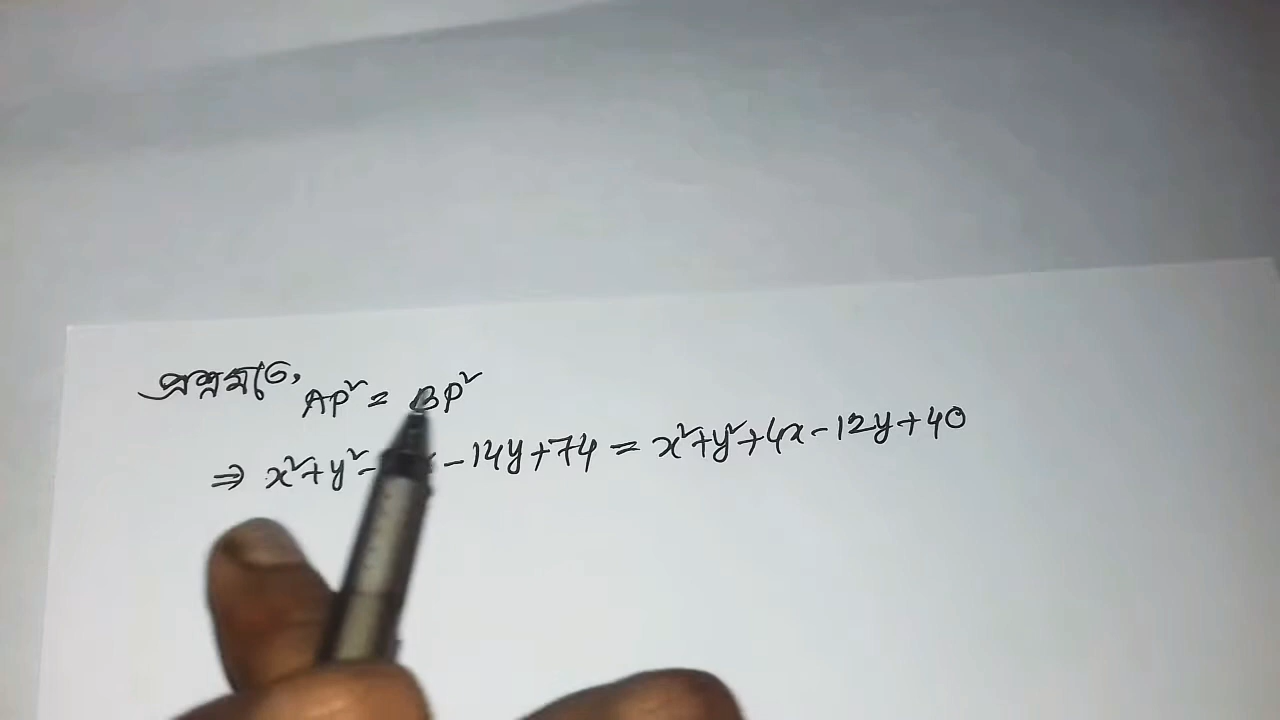 প্রশ্নমতে, AP² = BP²
⇒ x²+y²- -14y+74 = x²+y²+4x-12y+40